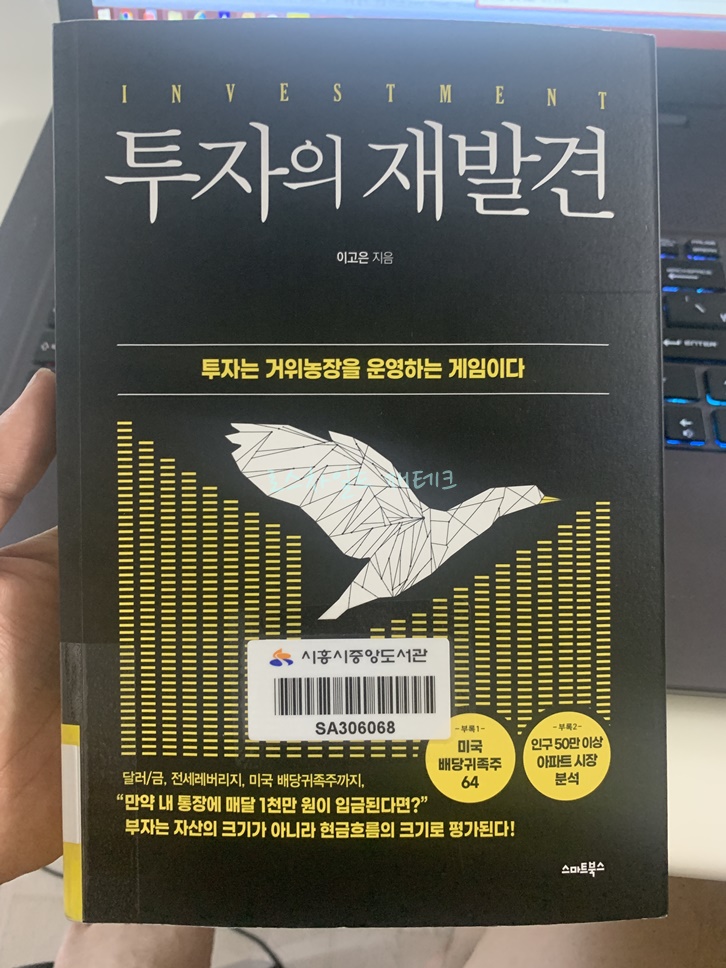 INVESTMENT
투자의 재발견
이고은 지음
투자는 거위농장을 운영하는 게임이다
재테크
시흥시중앙도서관
SA306068
-부록1-
미국
배당귀족주
64
-부록2-
인구 50만 이상
아파트 시장
분석
달러/금, 전세레버리지, 미국 배당귀족주까지,
“만약 내 통장에 매달 1천만 원이 입금된다면?”
부자는 자산의 크기가 아니라 현금흐름의 크기로 평가된다!
스마트북스
BACKSPACE
ENTER